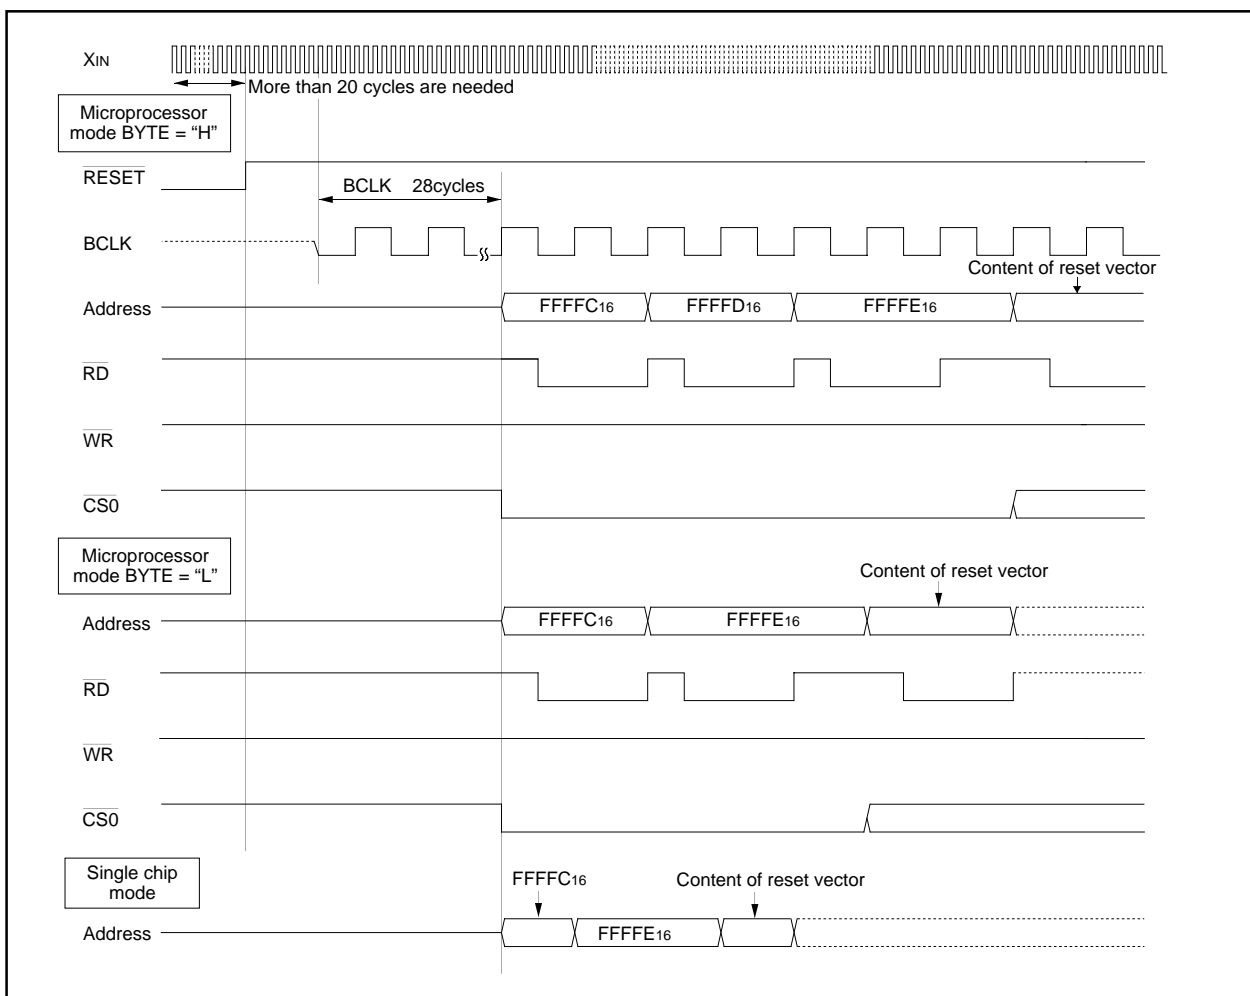 XIN
More than 20 cycles are needed
Microprocessor
mode BYTE = “H”
RESET
BCLK 28cycles
BCLK
Content of reset vector
Address
FFFFC16
FFFFD16
FFFFE16
RD
WR
CS0
Microprocessor
mode BYTE = “L”
Content of reset vector
Address
FFFFC16
FFFFE16
RD
WR
CS0
Single chip
mode
FFFFC16
Content of reset vector
Address
FFFFE16